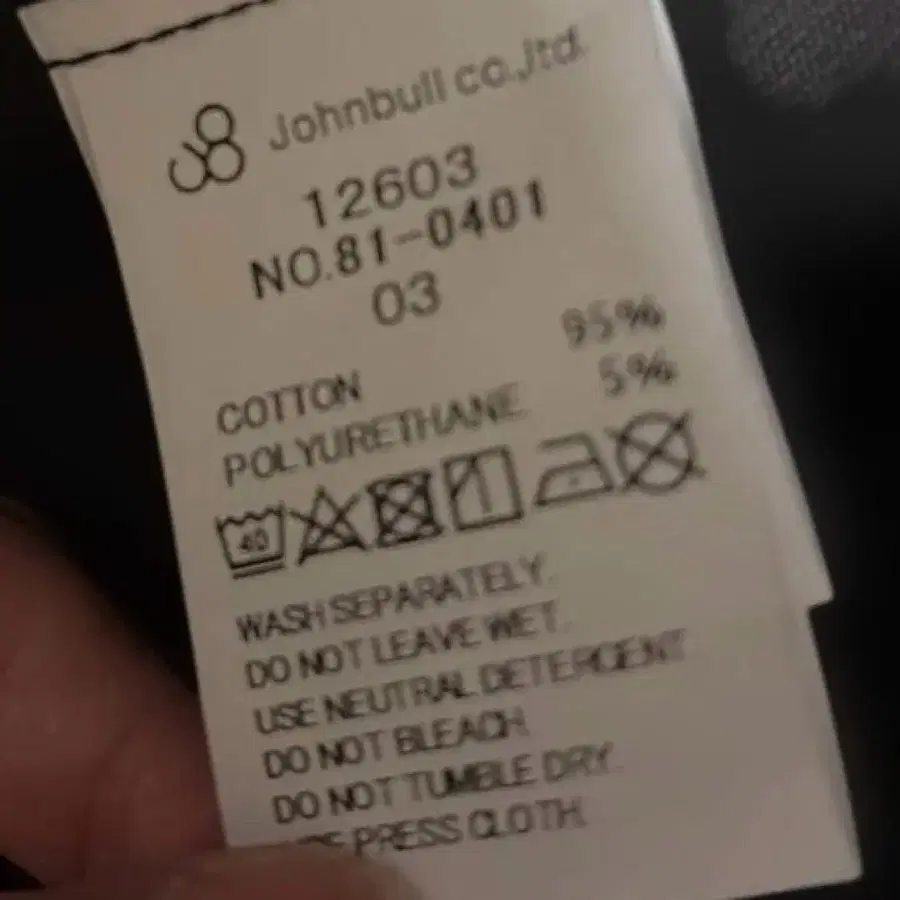 Johnbull co.,ltd.
12603
NO.81-0401
03
COTTON 95%
POLYURETHANE 5%
40
WASH SEPARATELY.
DO NOT LEAVE WET.
USE NEUTRAL DETERGENT
DO NOT BLEACH.
DO NOT TUMBLE DRY.
PRESS CLOTH.